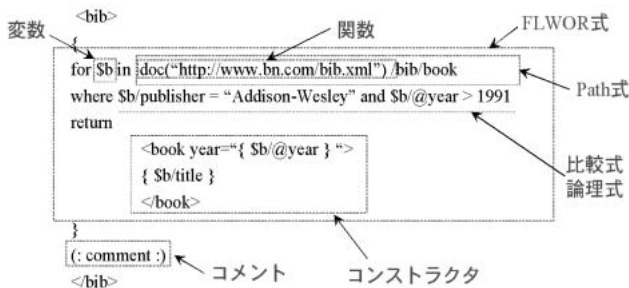 <bib>
変数
関数
FLWOR式
{
for $b in doc(“http://www.bn.com/bib.xml”) /bib/book
Path式
where $b/publisher = “Addison-Wesley” and $b/@year > 1991
return
比較式
論理式
<book year=“{ $b/@year } “>
{ $b/title }
</book>
}
(: comment :)
コメント
コンストラクタ
</bib>